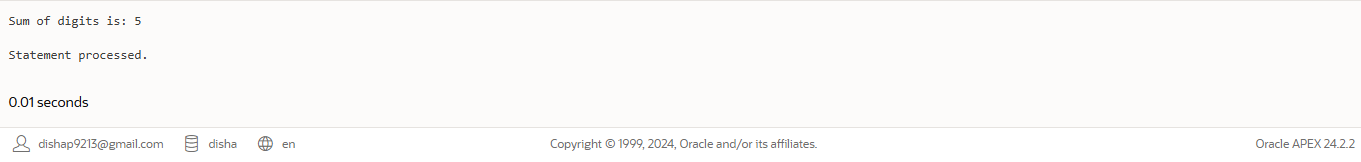 Sum of digits is: 5
Statement processed.
0.01 seconds
dishap9213@gmail.com disha en Copyright © 1999, 2024, Oracle and/or its affiliates. Oracle APEX 24.2.2